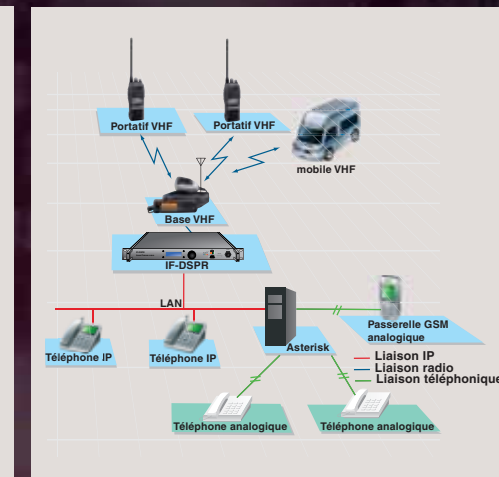 Portatif VHF
Portatif VHF
mobile VHF
Base VHF
IF-DSPR
LAN
Téléphone IP
Téléphone IP
Asterisk
Passerelle GSM
analogique
Liaison IP
Liaison radio
Liaison téléphonique
Téléphone analogique
Téléphone analogique